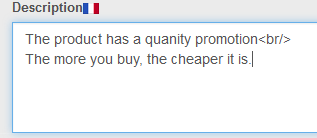 Description
The product has a quanity promotion<br/>
The more you buy, the cheaper it is.